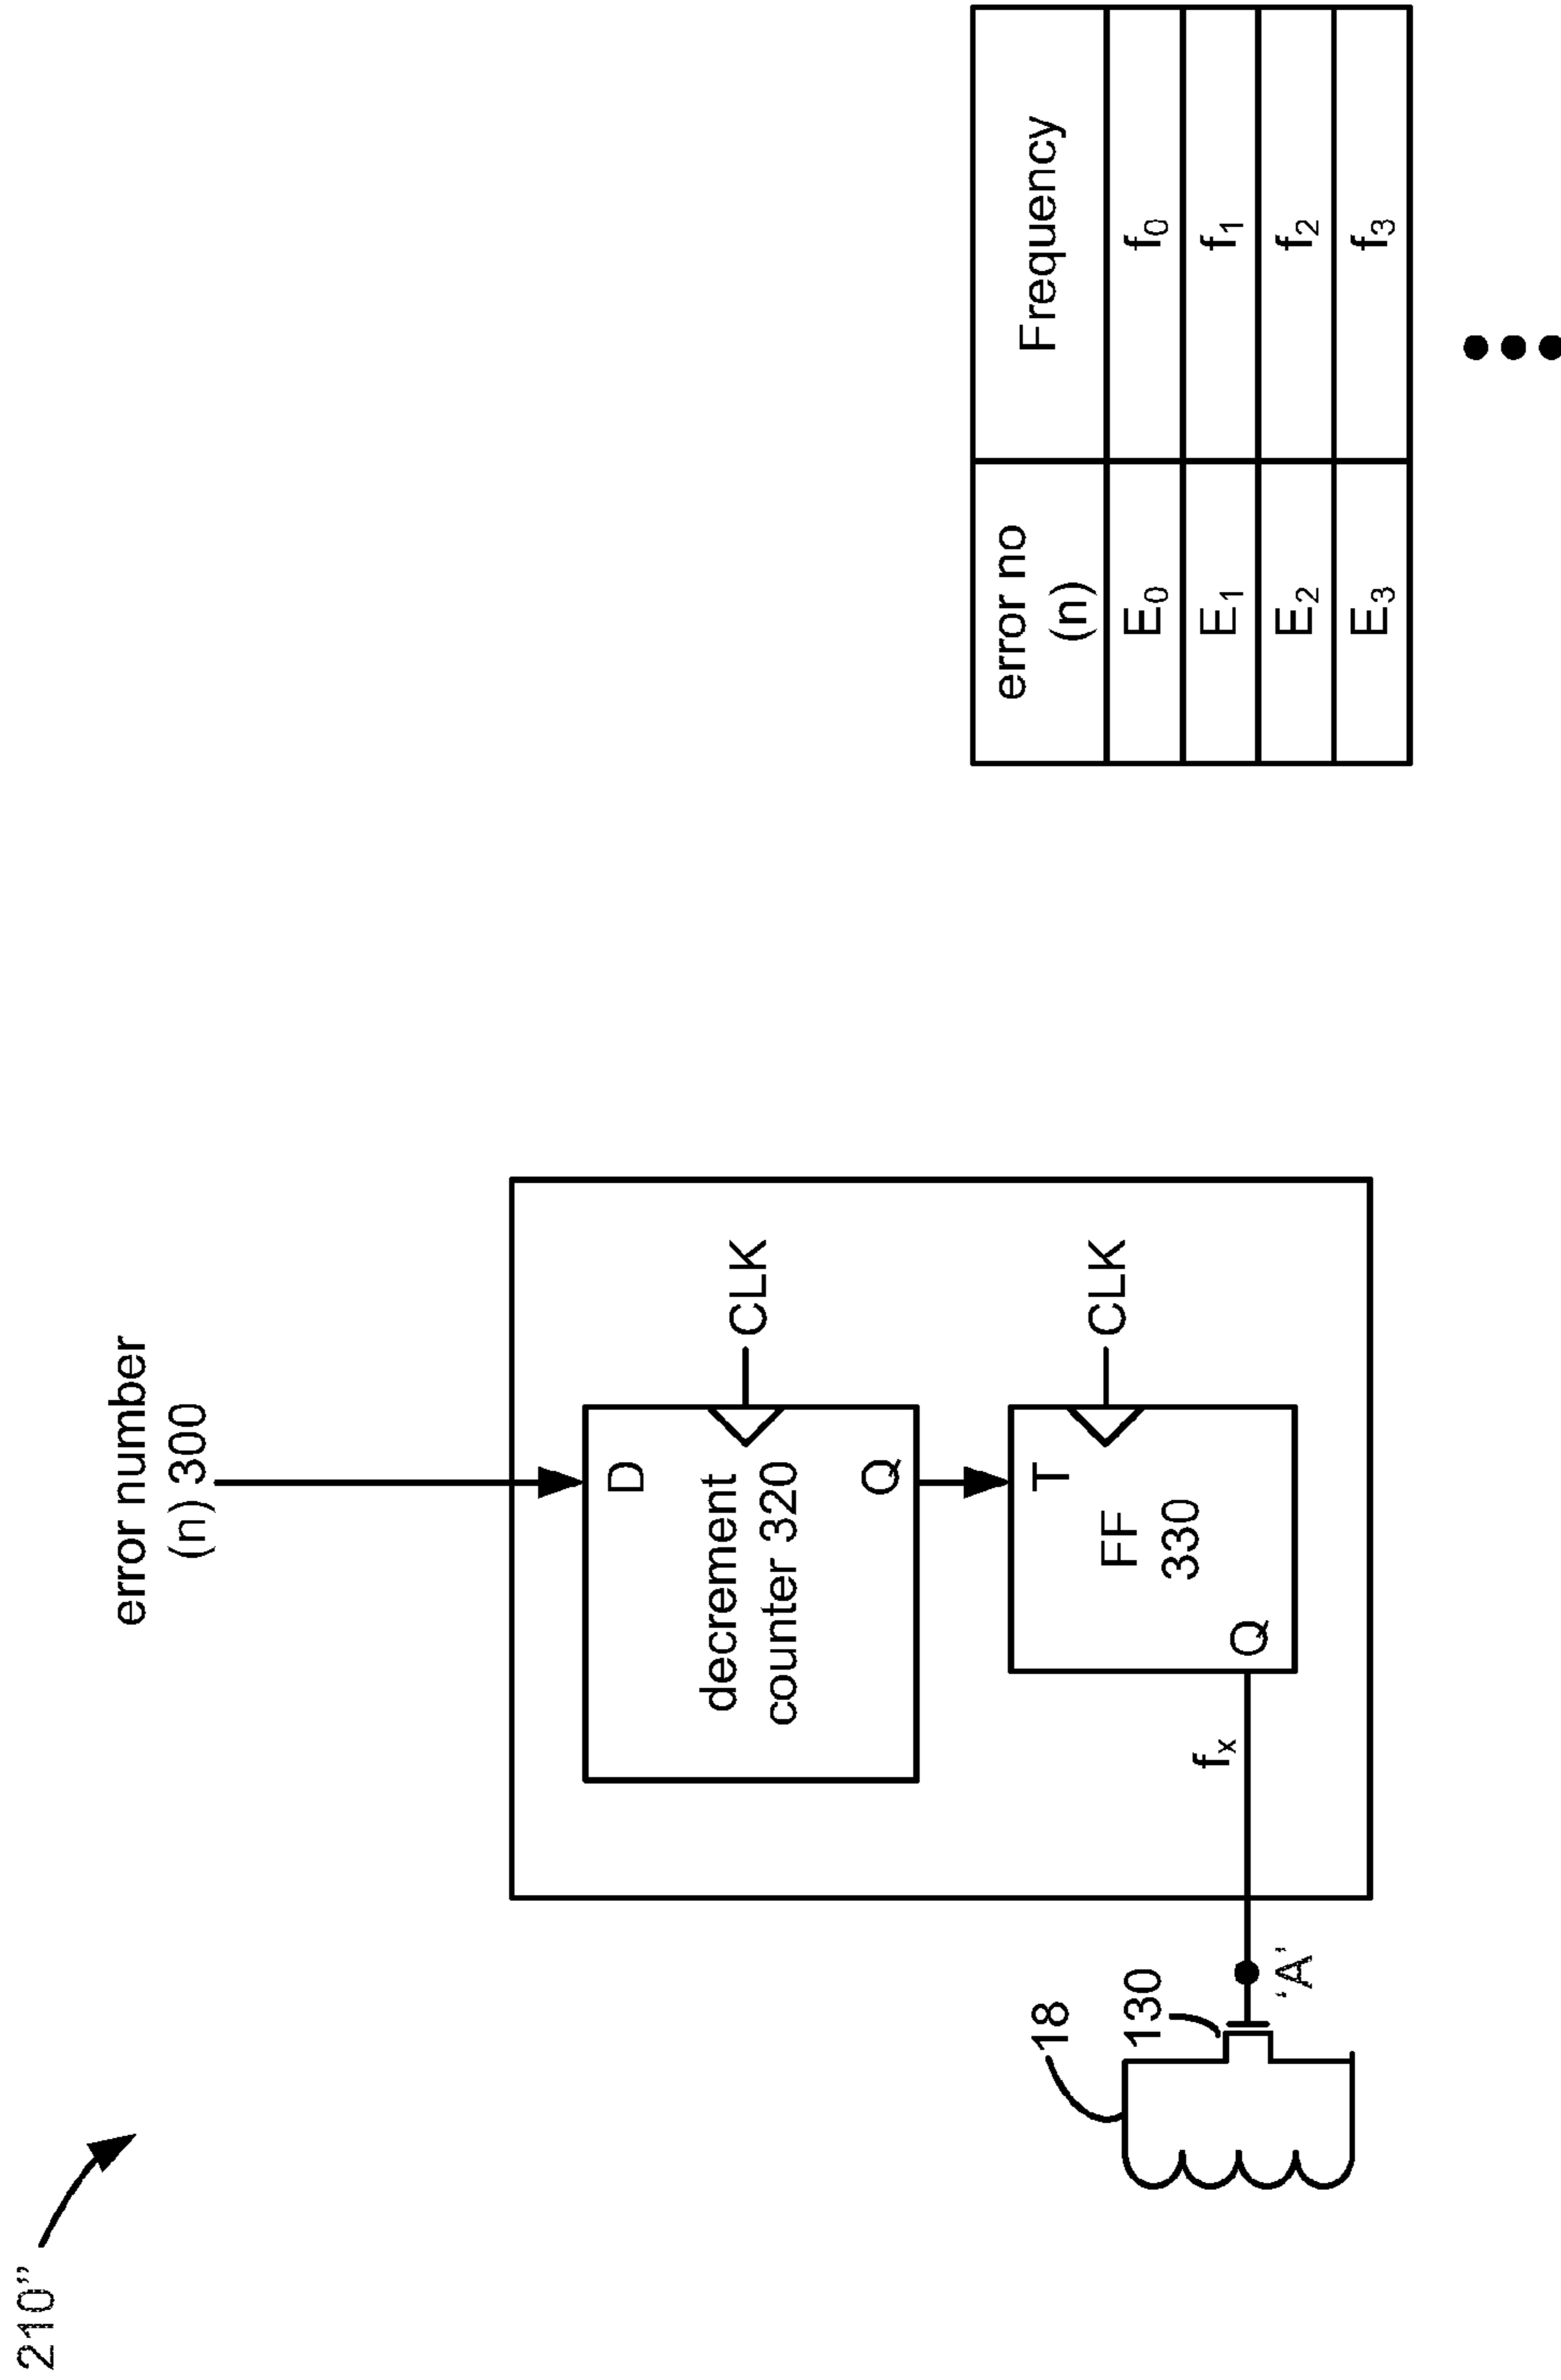 210”
error number
(n) 300
D
decrement
counter 320
CLK
Q
T
FF
330
CLK
Q
fₓ
18
130
'A'
error no
(n)
Frequency
E₀
f₀
E₁
f₁
E₂
f₂
E₃
f₃